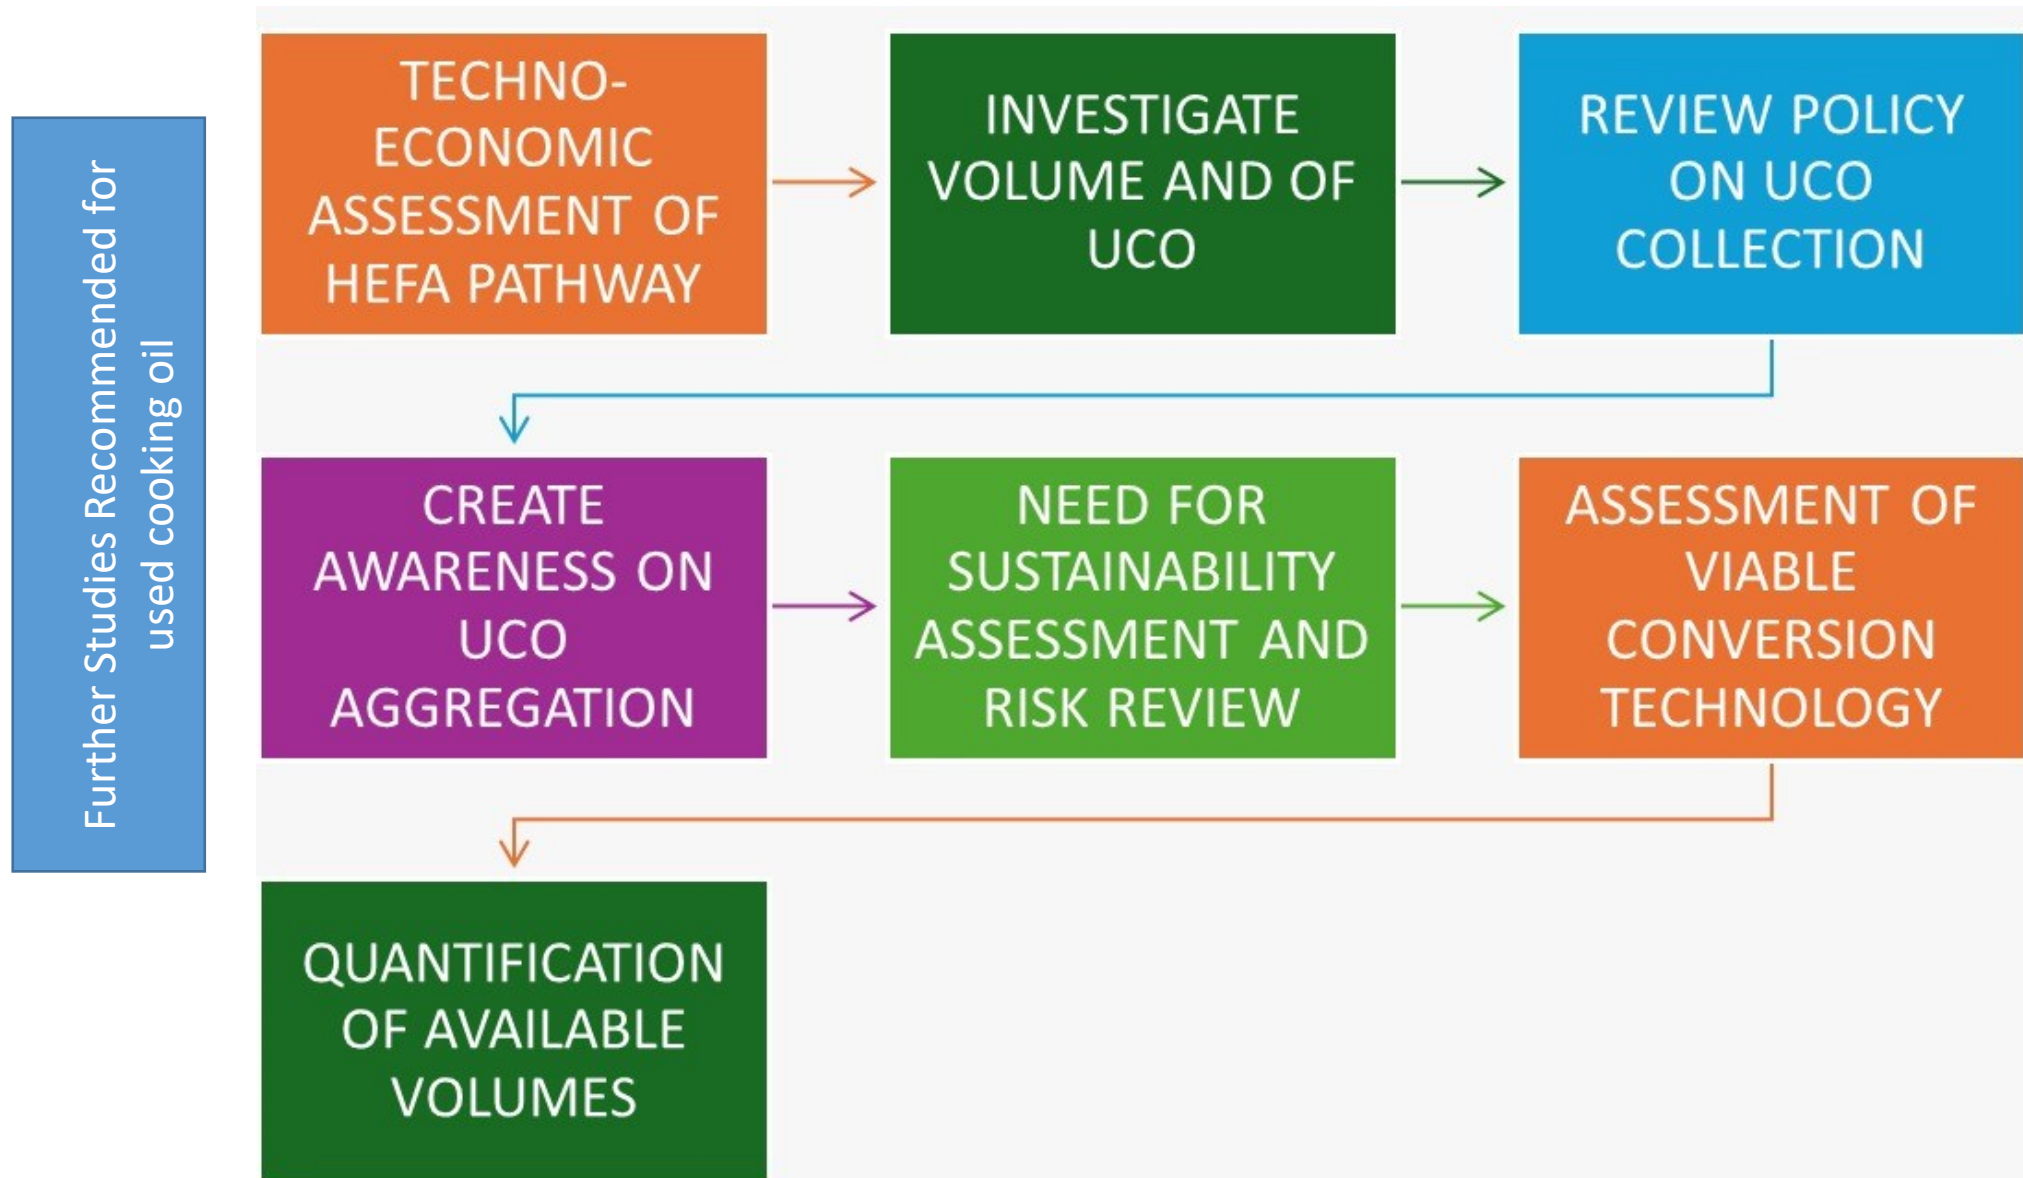 Further Studies Recommended for
used cooking oil
TECHNO-
ECONOMIC
ASSESSMENT OF
HEFA PATHWAY
INVESTIGATE
VOLUME AND OF
UCO
REVIEW POLICY
ON UCO
COLLECTION
CREATE
AWARENESS ON
UCO
AGGREGATION
NEED FOR
SUSTAINABILITY
ASSESSMENT AND
RISK REVIEW
ASSESSMENT OF
VIABLE
CONVERSION
TECHNOLOGY
QUANTIFICATION
OF AVAILABLE
VOLUMES